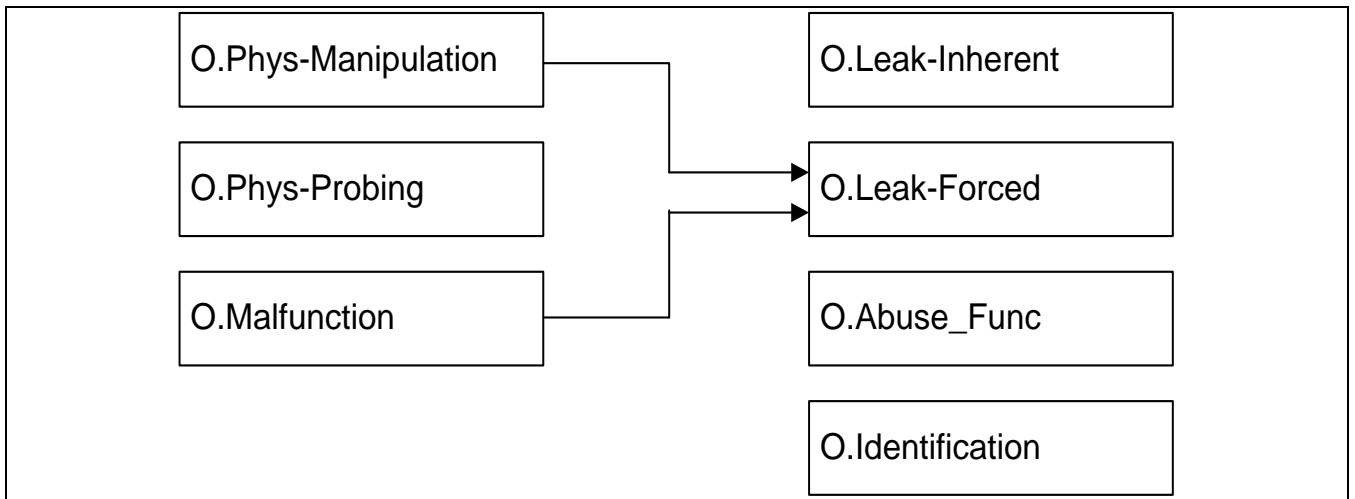 O.Phys-Manipulation
O.Leak-Inherent
O.Phys-Probing
O.Leak-Forced
O.Malfunction
O.Abuse_Func
O.Identification